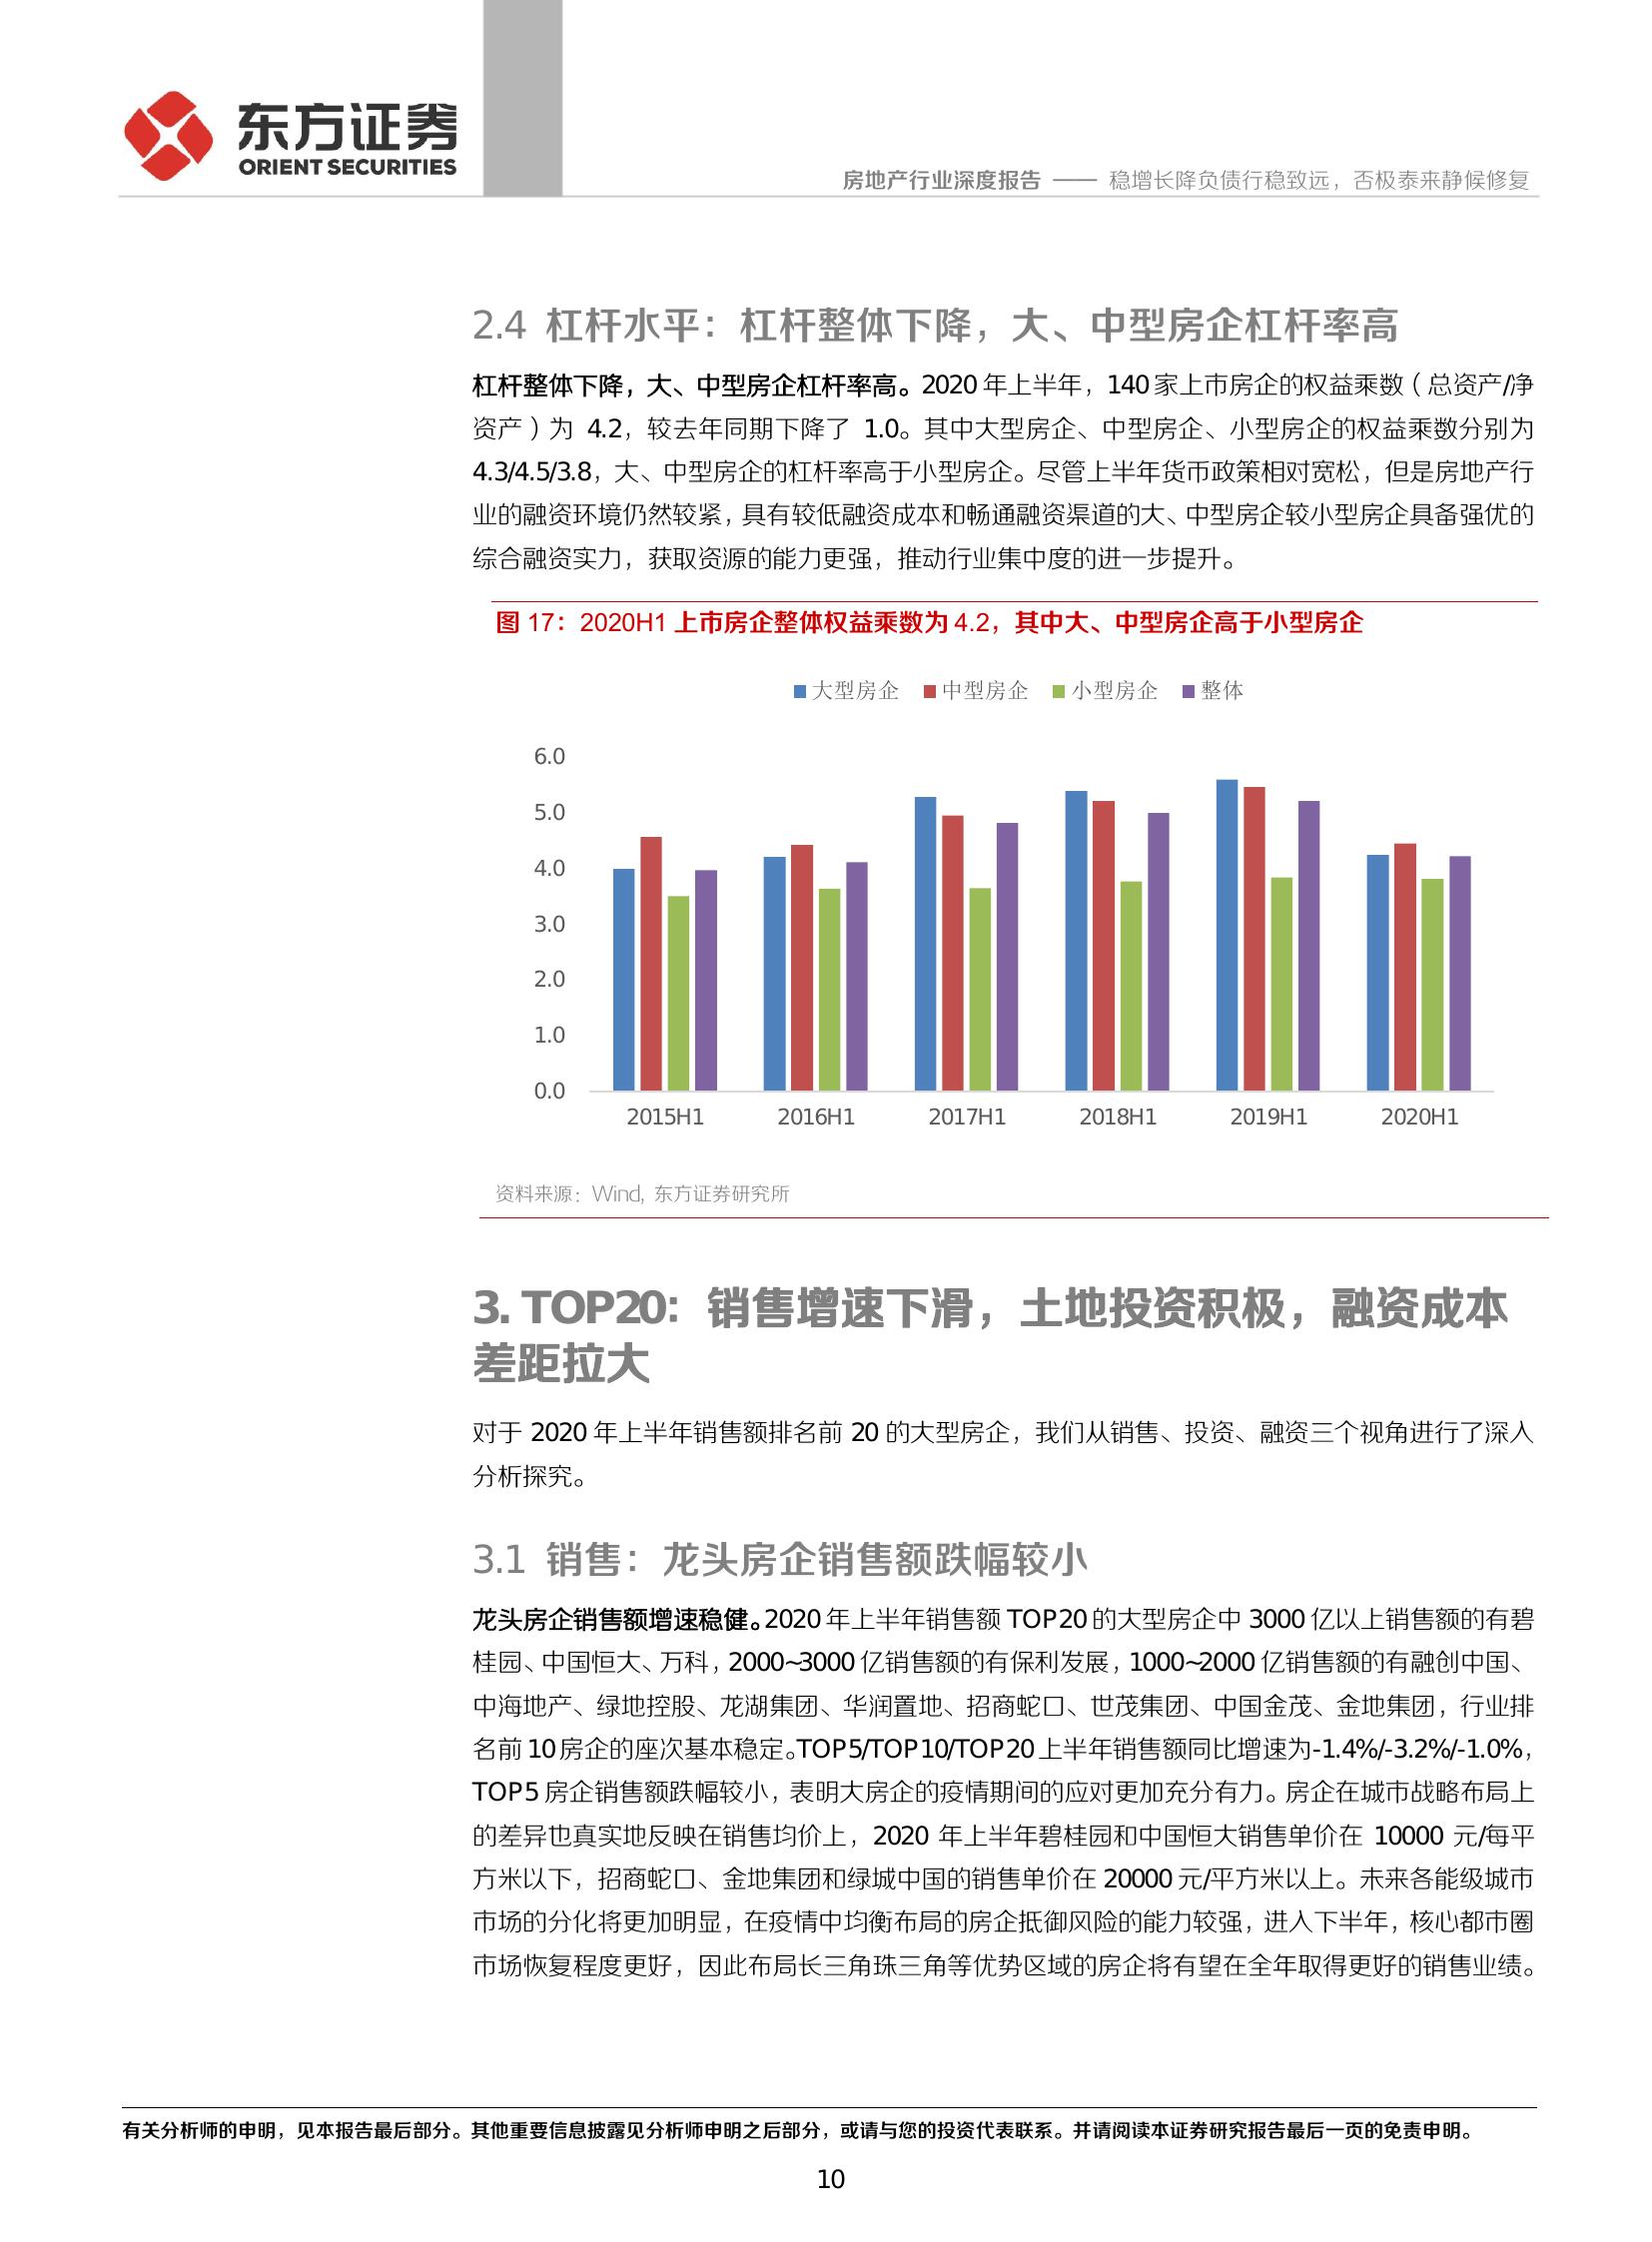 东方证券
ORIENT SECURITIES
房地产行业深度报告 —— 稳增长降负债行稳致远，否极泰来静候修复
2.4 杠杆水平：杠杆整体下降，大、中型房企杠杆率高
杠杆整体下降，大、中型房企杠杆率高。2020 年上半年，140 家上市房企的权益乘数（总资产/净
资产）为 4.2，较去年同期下降了 1.0。其中大型房企、中型房企、小型房企的权益乘数分别为
4.3/4.5/3.8，大、中型房企的杠杆率高于小型房企。尽管上半年货币政策相对宽松，但是房地产行
业的融资环境仍然较紧，具有较低融资成本和畅通融资渠道的大、中型房企较小型房企具备强优的
综合融资实力，获取资源的能力更强，推动行业集中度的进一步提升。
图 17：2020H1 上市房企整体权益乘数为 4.2，其中大、中型房企高于小型房企
大型房企 中型房企 小型房企 整体
6.0
5.0
4.0
3.0
2.0
1.0
0.0
2015H1 2016H1 2017H1 2018H1 2019H1 2020H1
资料来源：Wind, 东方证券研究所
3. TOP20：销售增速下滑，土地投资积极，融资成本
差距拉大
对于 2020 年上半年销售额排名前 20 的大型房企，我们从销售、投资、融资三个视角进行了深入
分析探究。
3.1 销售：龙头房企销售额跌幅较小
龙头房企销售额增速稳健。2020 年上半年销售额 TOP20 的大型房企中 3000 亿以上销售额的有碧
桂园、中国恒大、万科，2000~3000 亿销售额的有保利发展，1000~2000 亿销售额的有融创中国、
中海地产、绿地控股、龙湖集团、华润置地、招商蛇口、世茂集团、中国金茂、金地集团，行业排
名前 10 房企的座次基本稳定。TOP5/TOP10/TOP20 上半年销售额同比增速为-1.4%/-3.2%/-1.0%，
TOP5 房企销售额跌幅较小，表明大房企的疫情期间的应对更加充分有力。房企在城市战略布局上
的差异也真实地反映在销售均价上，2020 年上半年碧桂园和中国恒大销售单价在 10000 元/每平
方米以下，招商蛇口、金地集团和绿城中国的销售单价在 20000 元/平方米以上。未来各能级城市
市场的分化将更加明显，在疫情中均衡布局的房企抵御风险的能力较强，进入下半年，核心都市圈
市场恢复程度更好，因此布局长三角珠三角等优势区域的房企将有望在全年取得更好的销售业绩。
有关分析师的申明，见本报告最后部分。其他重要信息披露见分析师申明之后部分，或请与您的投资代表联系。并请阅读本证券研究报告最后一页的免责申明。
10